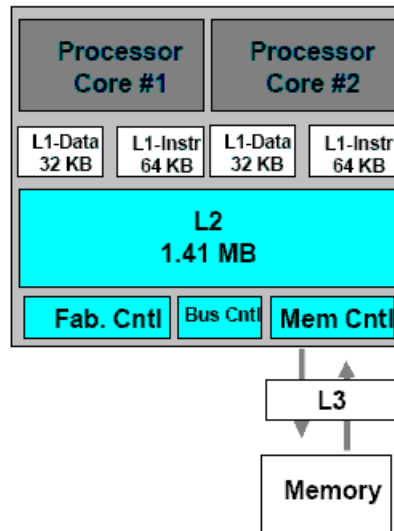 Processor
Core #1
Processor
Core #2
L1-Data
32 KB
L1-Instr
64 KB
L1-Data
32 KB
L1-Instr
64 KB
L2
1.41 MB
Fab. Cntl
Bus Cntl
Mem Cntl
L3
Memory